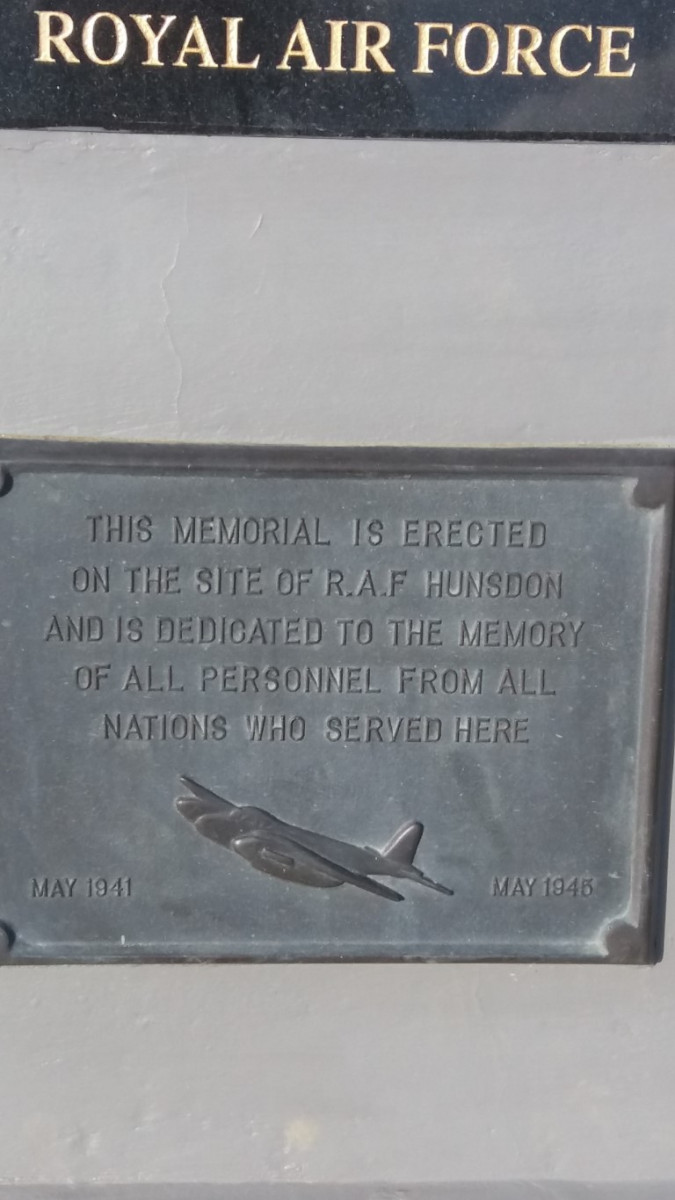 ROYAL AIR FORCE
THIS MEMORIAL IS ERECTED
ON THE SITE OF R.A.F HUNSDON
AND IS DEDICATED TO THE MEMORY
OF ALL PERSONNEL FROM ALL
NATIONS WHO SERVED HERE
MAY 1941
MAY 1945